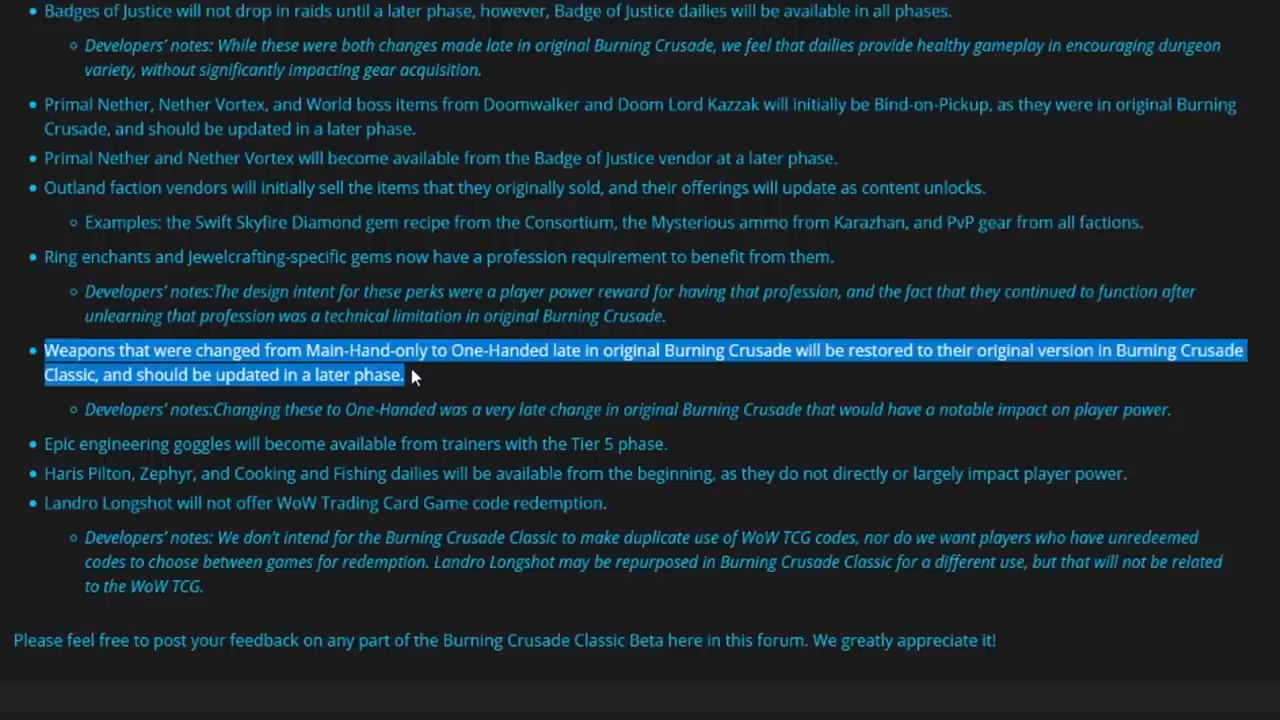 Badges of Justice will not drop in raids until a later phase, however, Badge of Justice dailies will be available in all phases.
Developers' notes: While these were both changes made late in original Burning Crusade, we feel that dailies provide healthy gameplay in encouraging dungeon
variety, without significantly impacting gear acquisition.
Primal Nether, Nether Vortex, and World boss items from Doomwalker and Doom Lord Kazzak will initially be Bind-on-Pickup, as they were in original Burning
Crusade, and should be updated in a later phase.
Primal Nether and Nether Vortex will become available from the Badge of Justice vendor at a later phase.
Outland faction vendors will initially sell the items that they originally sold, and their offerings will update as content unlocks.
Examples: the Swift Skyfire Diamond gem recipe from the Consortium, the Mysterious ammo from Karazhan, and PvP gear from all factions.
Ring enchants and Jewelcrafting-specific gems now have a profession requirement to benefit from them.
Developers' notes:The design intent for these perks were a player power reward for having that profession, and the fact that they continued to function after
unlearning that profession was a technical limitation in original Burning Crusade.
Weapons that were changed from Main-Hand-only to One-Handed late in original Burning Crusade will be restored to their original version in Burning Crusade
Classic, and should be updated in a later phase.
Developers' notes:Changing these to One-Handed was a very late change in original Burning Crusade that would have a notable impact on player power.
Epic engineering goggles will become available from trainers with the Tier 5 phase.
Haris Pilton, Zephyr, and Cooking and Fishing dailies will be available from the beginning, as they do not directly or largely impact player power.
Landro Longshot will not offer WoW Trading Card Game code redemption.
Developers' notes: We don't intend for the Burning Crusade Classic to make duplicate use of WoW TCG codes, nor do we want players who have unredeemed
codes to choose between games for redemption. Landro Longshot may be repurposed in Burning Crusade Classic for a different use, but that will not be related
to the WoW TCG.
Please feel free to post your feedback on any part of the Burning Crusade Classic Beta here in this forum. We greatly appreciate it!